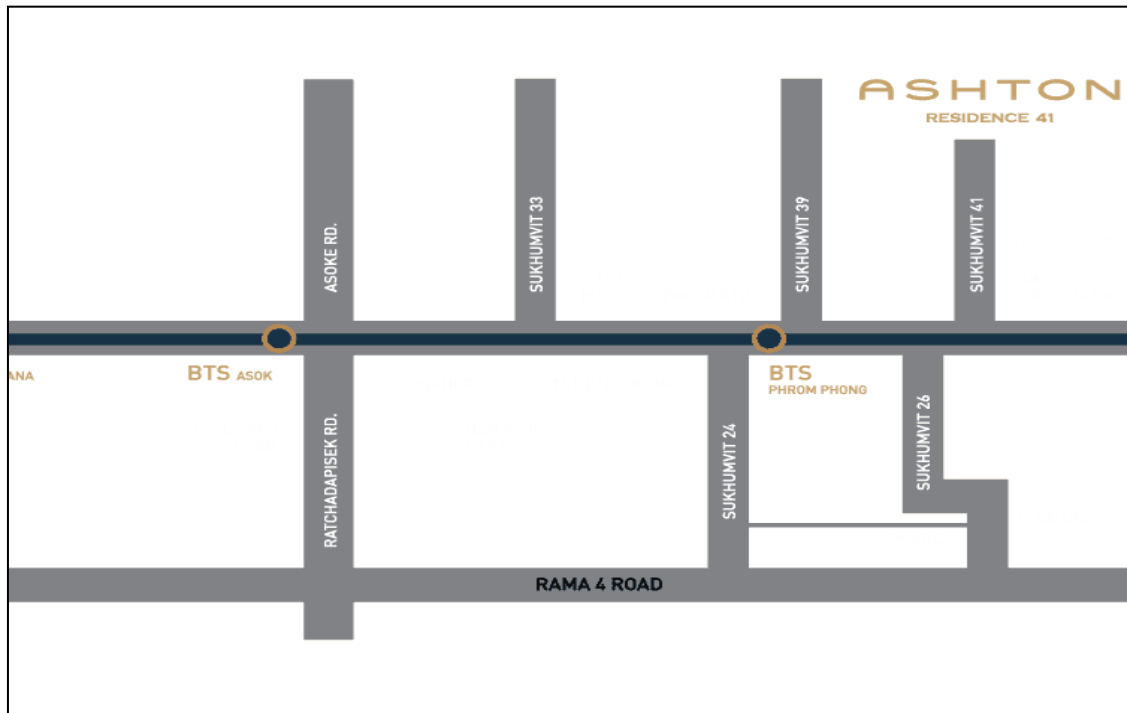 ASHTON
RESIDENCE 41
ASOKE RD.
SUKHUMVIT 33
SUKHUMVIT 39
SUKHUMVIT 41
ANA
BTS ASOK
BTS
PHROM PHONG
RATCHADAPISEK RD.
SUKHUMVIT 24
SUKHUMVIT 26
RAMA 4 ROAD